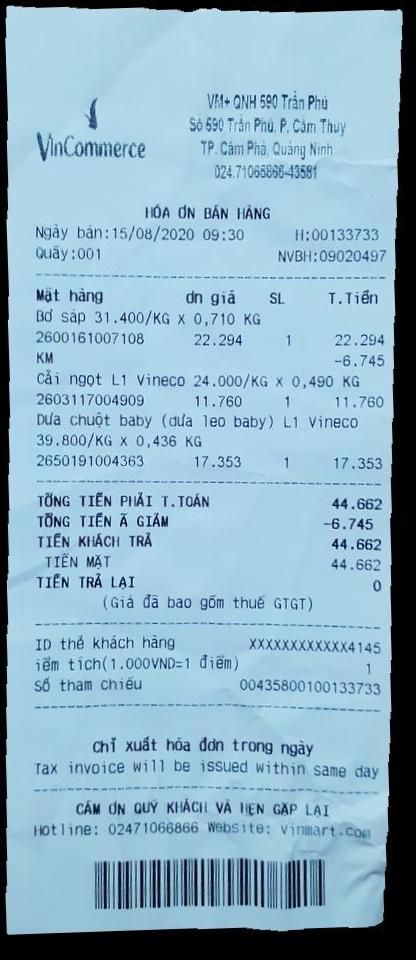 VinCommerce
VM+ QNH 590 Trần Phú
Số 590 Trần Phú, P. Cẩm Thủy
TP. Cẩm Phả, Quảng Ninh
024.71066866-43581
HÓA ƠN BÁN HÀNG
Ngày bán:15/08/2020 09:30 H:00133733
Quầy:001 NVBH:09020497
Mặt hàng ơn giá SL T.Tiền
Bơ sáp 31.400/KG X 0,710 KG
2600161007108 22.294 1 22.294
KM -6.745
Cải ngọt L1 Vineco 24.000/KG X 0,490 KG
2603117004909 11.760 1 11.760
Dưa chuột baby (dưa leo baby) L1 Vineco
39.800/KG X 0,436 KG
2650191004363 17.353 1 17.353
TỔNG TIỀN PHẢI T.TOÁN 44.662
TỔNG TIỀN Ã GIẢM -6.745
TIỀN KHÁCH TRẢ 44.662
TIỀN MẶT 44.662
TIỀN TRẢ LẠI 0
(Giá đã bao gồm thuế GTGT)
ID thẻ khách hàng XXXXXXXXXXXX4145
iểm tích(1.000VND=1 điểm) 1
Số tham chiếu 00435800100133733
Chỉ xuất hóa đơn trong ngày
Tax invoice will be issued within same day
CẢM ƠN QUÝ KHÁCH VÀ HẸN GẶP LẠI
Hotline: 02471066866 Website: vinmart.com